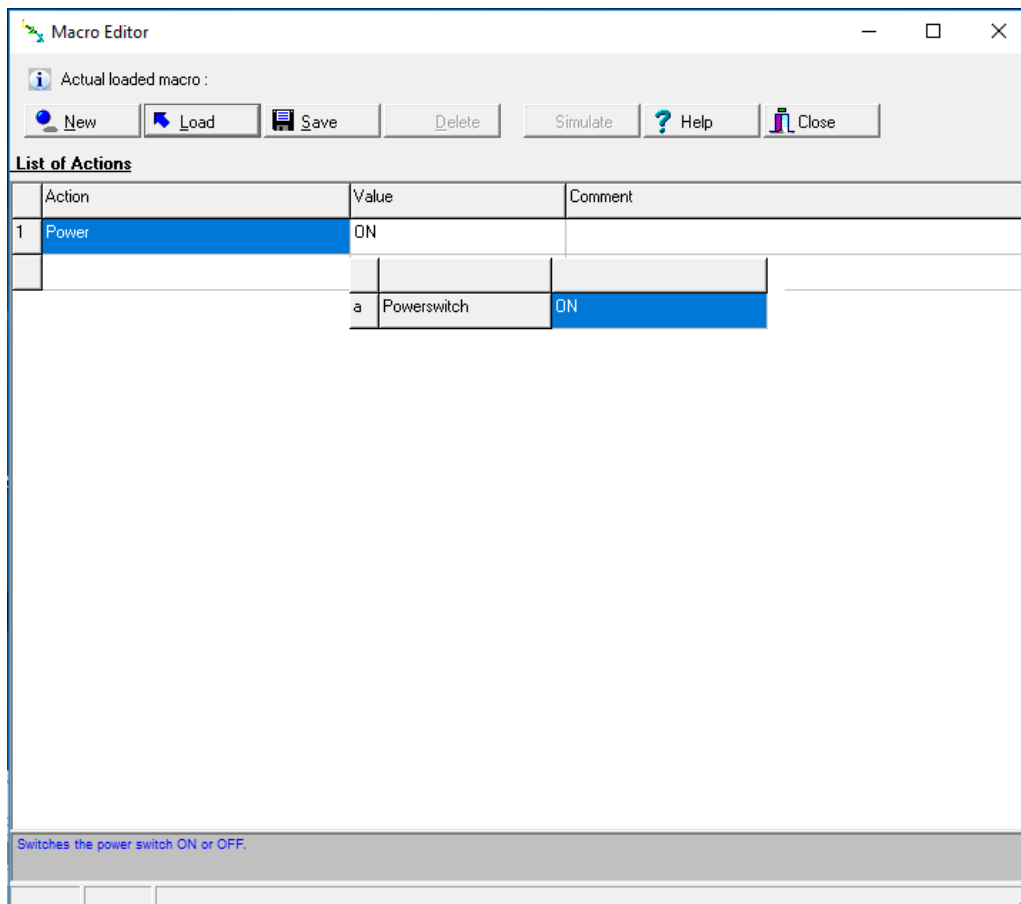 Macro Editor
Actual loaded macro :
New Load Save Delete Simulate Help Close
List of Actions
Action Value Comment
1 Power ON
a Powerswitch ON
Switches the power switch ON or OFF.